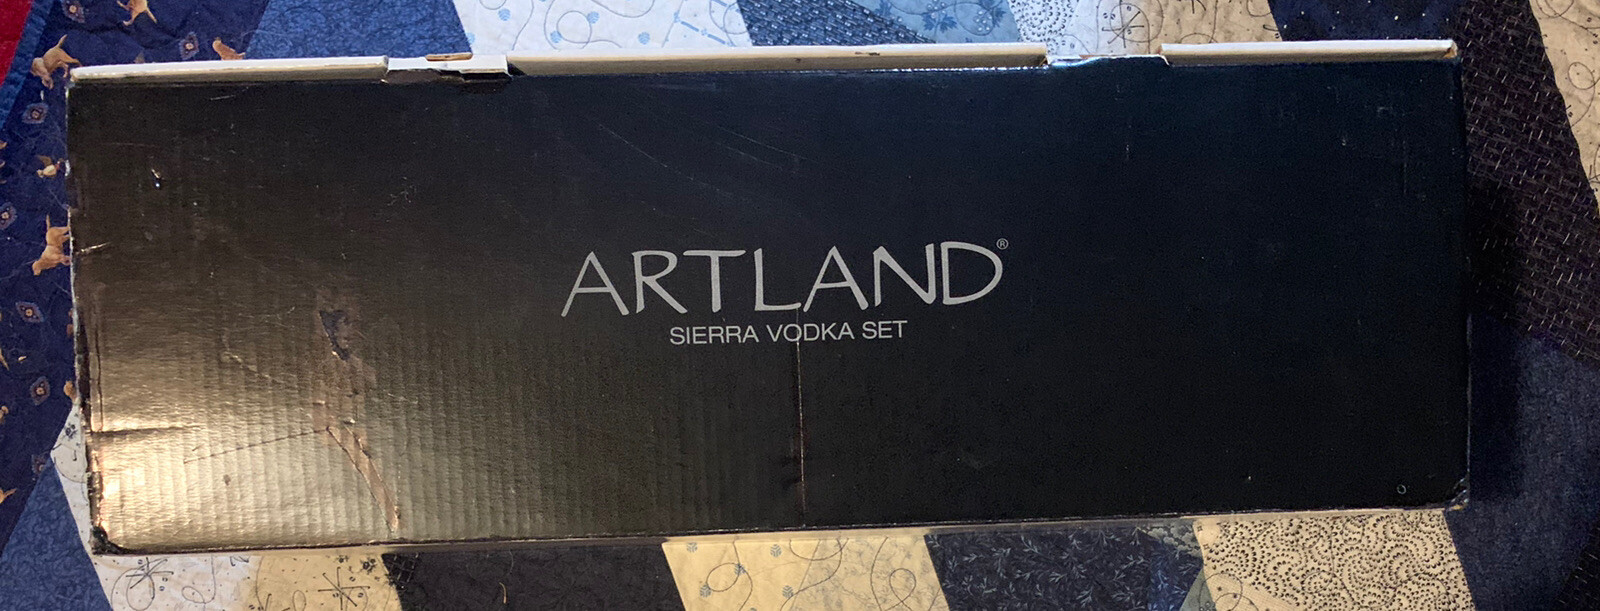 ARTLAND®
SIERRA VODKA SET